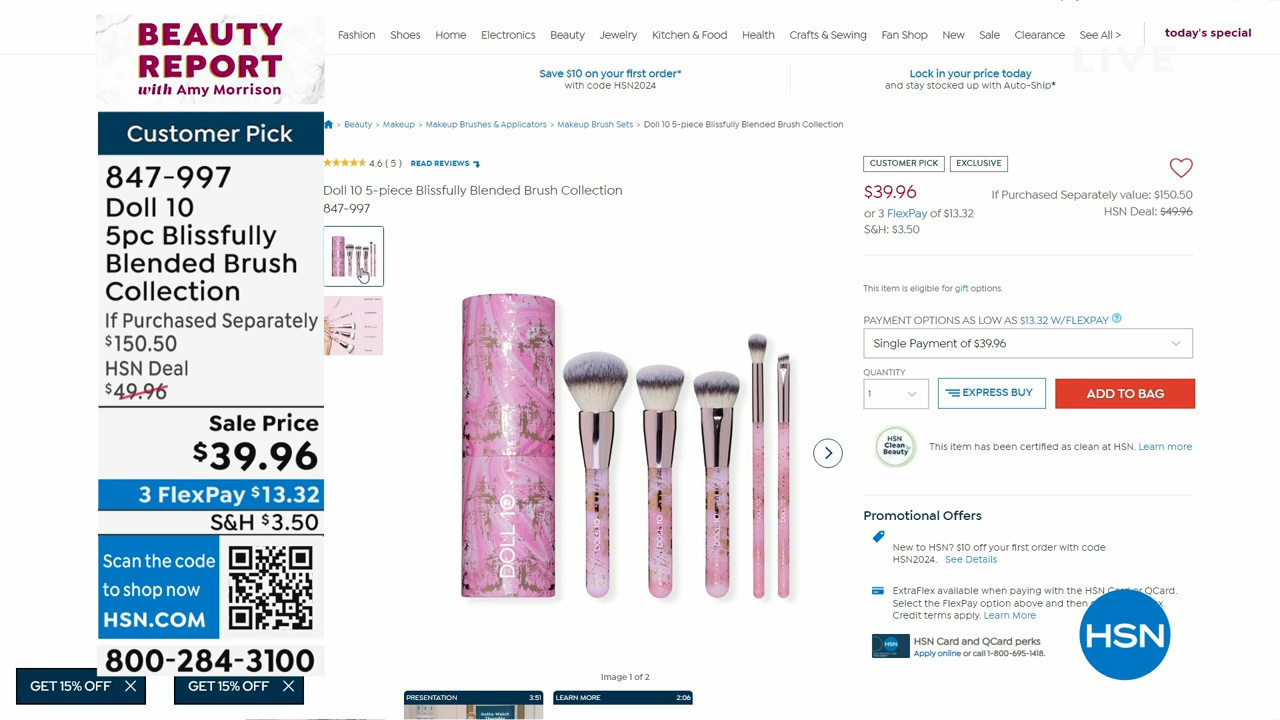 BEAUTY
REPORT
with Amy Morrison
Customer Pick
847-997
Doll 10
5pc Blissfully
Blended Brush
Collection
If Purchased Separately
$150.50
HSN Deal
$49.96
Sale Price
$39.96
3 FlexPay $13.32
S&H $3.50
Scan the code
to shop now
HSN.COM
800-284-3100
GET 15% OFF
GET 15% OFF
Fashion Shoes Home Electronics Beauty Jewelry Kitchen & Food Health Crafts & Sewing Fan Shop New Sale Clearance See All > today's special
LIVE
Save $10 on your first order*
with code HSN2024
Lock in your price today
and stay stocked up with Auto-Ship®
> Beauty > Makeup > Makeup Brushes & Applicators > Makeup Brush Sets > Doll 10 5-piece Blissfully Blended Brush Collection
4.6 ( 5 ) READ REVIEWS
Doll 10 5-piece Blissfully Blended Brush Collection
847-997
DOLL 10
DOLL 10
DOLL 10
DOLL 10
Image 1 of 2
PRESENTATION 3:51
LEARN MORE 2:06
CUSTOMER PICK EXCLUSIVE
$39.96
or 3 FlexPay of $13.32
S&H: $3.50
If Purchased Separately value: $150.50
HSN Deal: $49.96
This item is eligible for gift options.
PAYMENT OPTIONS AS LOW AS $13.32 W/FLEXPAY
Single Payment of $39.96
QUANTITY
1
EXPRESS BUY
ADD TO BAG
HSN
Clean
Beauty
This item has been certified as clean at HSN. Learn more
Promotional Offers
New to HSN? $10 off your first order with code
HSN2024. See Details
ExtraFlex available when paying with the HSN Card or QCard.
Select the FlexPay option above and then
Credit terms apply. Learn More
HSN Card and QCard perks
Apply online or call 1-800-695-1418.
HSN